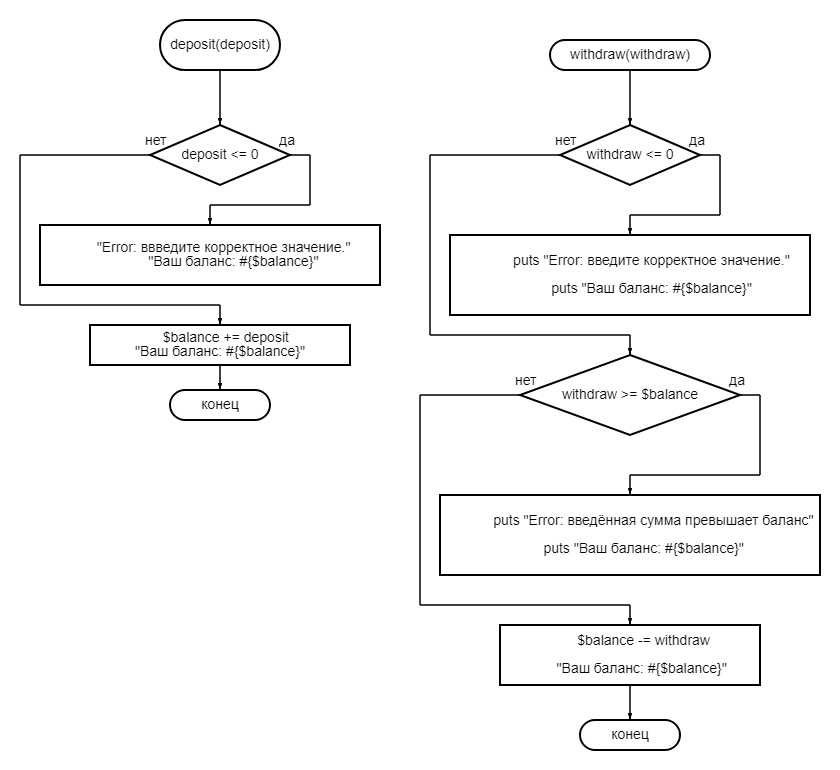 deposit(deposit)
нет
да
deposit <= 0
"Error: ввведите корректное значение."
"Ваш баланс: #{$balance}"
$balance += deposit
"Ваш баланс: #{$balance}"
конец
withdraw(withdraw)
нет
да
withdraw <= 0
puts "Error: введите корректное значение."
puts "Ваш баланс: #{$balance}"
нет
да
withdraw >= $balance
puts "Error: введённая сумма превышает баланс"
puts "Ваш баланс: #{$balance}"
$balance -= withdraw
"Ваш баланс: #{$balance}"
конец